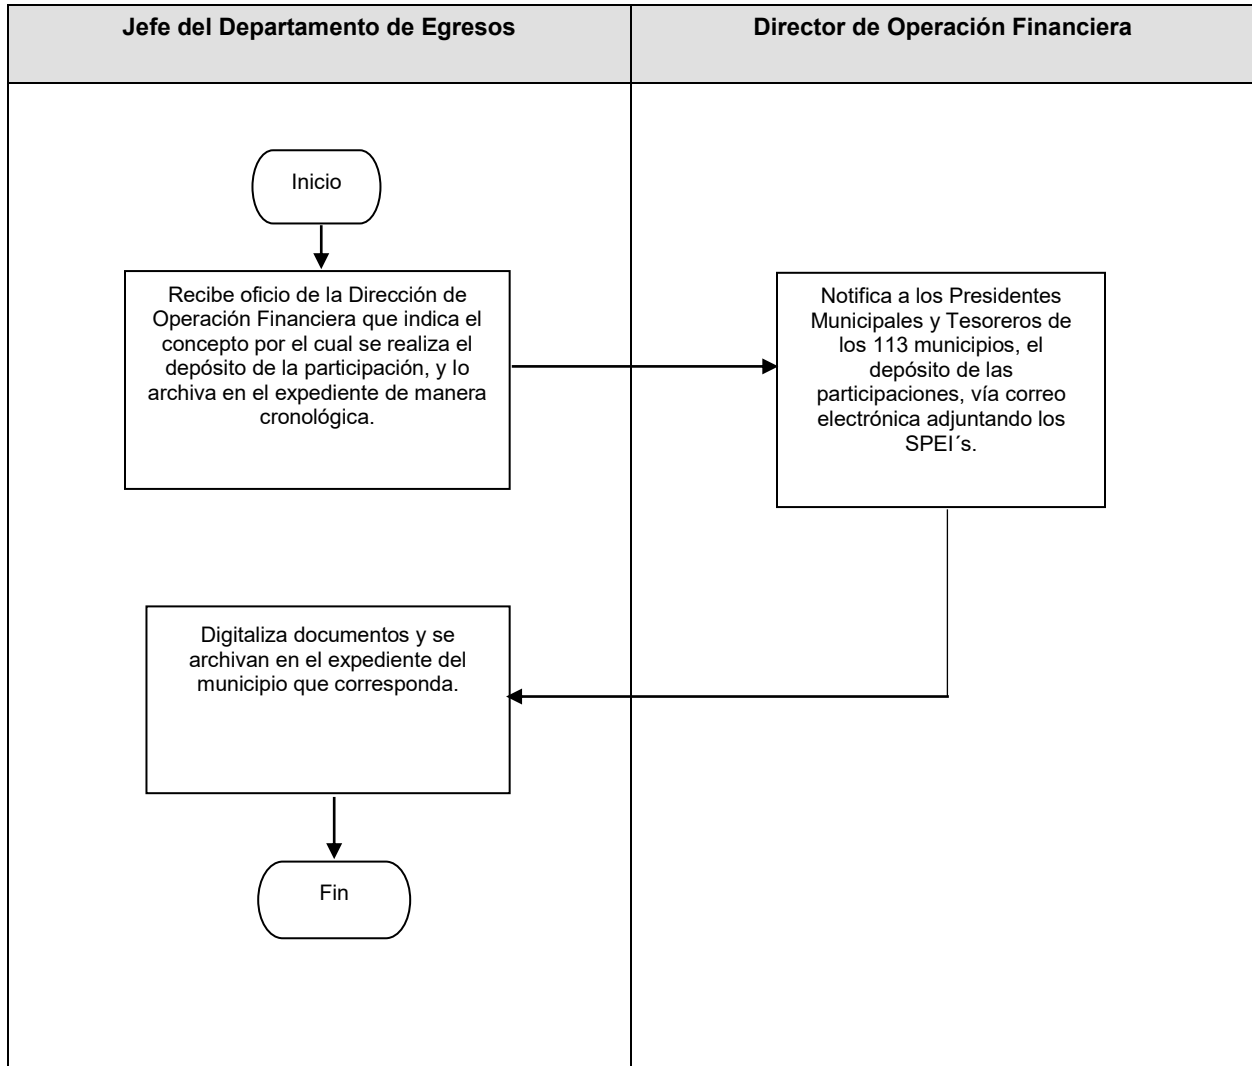 Jefe del Departamento de Egresos
Director de Operación Financiera
Inicio
Recibe oficio de la Dirección de
Operación Financiera que indica el
concepto por el cual se realiza el
depósito de la participación, y lo
archiva en el expediente de manera
cronológica.
Notifica a los Presidentes
Municipales y Tesoreros de
los 113 municipios, el
depósito de las
participaciones, vía correo
electrónica adjuntando los
SPEI´s.
Digitaliza documentos y se
archivan en el expediente del
municipio que corresponda.
Fin